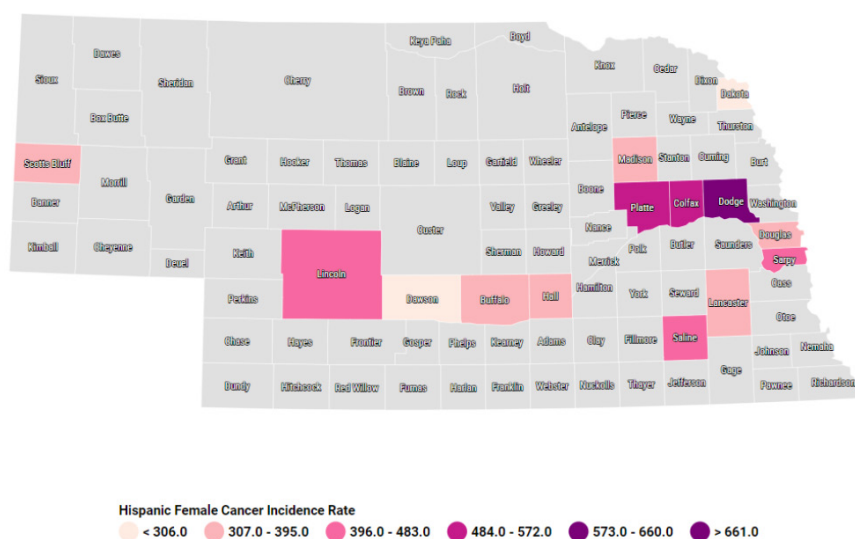 Keya Paha
Boyd
Dawes
Sioux
Sheridan
Cherry
Brown
Rock
Holt
Knox
Cedar
Dixon
Dakota
Box Butte
Antelope
Pierce
Wayne
Thurston
Scotts Bluff
Morrill
Grant
Hooker
Thomas
Blaine
Loup
Garfield
Wheeler
Madison
Stanton
Cuming
Burt
Banner
Garden
Arthur
McPherson
Logan
Custer
Valley
Greeley
Boone
Platte
Colfax
Dodge
Washington
Nance
Kimball
Cheyenne
Deuel
Keith
Lincoln
Sherman
Howard
Merrick
Polk
Butler
Saunders
Douglas
Sarpy
Perkins
Dawson
Buffalo
Hall
Hamilton
York
Seward
Lancaster
Cass
Otoe
Chase
Hayes
Frontier
Gosper
Phelps
Kearney
Adams
Clay
Fillmore
Saline
Johnson
Nemaha
Dundy
Hitchcock
Red Willow
Furnas
Harlan
Franklin
Webster
Nuckolls
Thayer
Jefferson
Gage
Pawnee
Richardson
Hispanic Female Cancer Incidence Rate
< 306.0 307.0 - 395.0 396.0 - 483.0 484.0 - 572.0 573.0 - 660.0 > 661.0